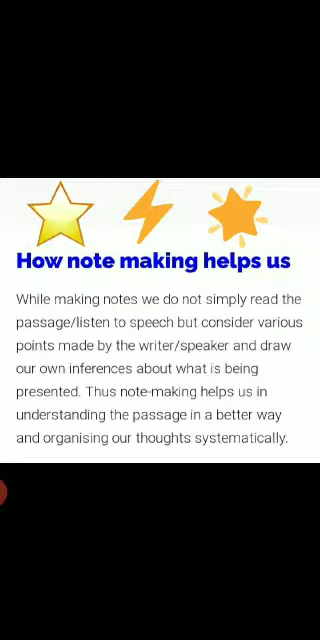 How note making helps us
While making notes we do not simply read the
passage/listen to speech but consider various
points made by the writer/speaker and draw
our own inferences about what is being
presented. Thus note-making helps us in
understanding the passage in a better way
and organising our thoughts systematically.